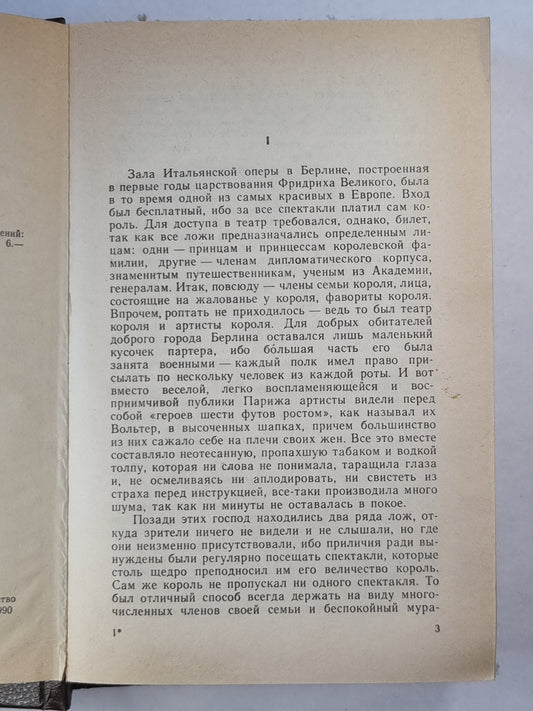 ений:
6.—
ство
990
I
Зала Итальянской оперы в Берлине, построенная
в первые годы царствования Фридриха Великого, была
в то время одной из самых красивых в Европе. Вход
был бесплатный, ибо за все спектакли платил сам ко-
роль. Для доступа в театр требовался, однако, билет,
так как все ложи предназначались определенным ли-
цам: одни — принцам и принцессам королевской фа-
милии, другие — членам дипломатического корпуса,
знаменитым путешественникам, ученым из Академии,
генералам. Итак, повсюду — члены семьи короля, лица,
состоящие на жалованье у короля, фавориты короля.
Впрочем, роптать не приходилось — ведь то был театр
короля и артисты короля. Для добрых обитателей
доброго города Берлина оставался лишь маленький
кусочек партера, ибо бо́льшая часть его была
занята военными — каждый полк имел право при-
сылать по нескольку человек из каждой роты. И вот
вместо веселой, легко воспламеняющейся и вос-
приимчивой публики Парижа артисты видели перед
собой «героев шести футов ростом», как называл их
Вольтер, в высоченных шапках, причем большинство
из них сажало себе на плечи своих жен. Все это вместе
составляло неотесанную, пропахшую табаком и водкой
толпу, которая ни слова не понимала, таращила глаза
и, не осмеливаясь ни аплодировать, ни свистеть из
страха перед инструкцией, все-таки производила много
шума, так как ни минуты не оставалась в покое.
Позади этих господ находились два ряда лож, от-
куда зрители ничего не видели и не слышали, но где
они неизменно присутствовали, ибо приличия ради вы-
нуждены были регулярно посещать спектакли, которые
столь щедро преподносил им его величество король.
Сам же король не пропускал ни одного спектакля. То
был отличный способ всегда держать на виду много-
численных членов своей семьи и беспокойный мура-
1*
3